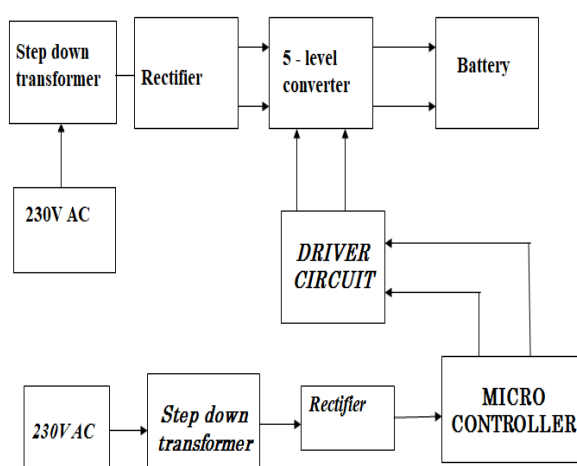 Step down
transformer
Rectifier
5 - level
converter
Battery
230V AC
DRIVER
CIRCUIT
230V AC
Step down
transformer
Rectifier
MICRO
CONTROLLER